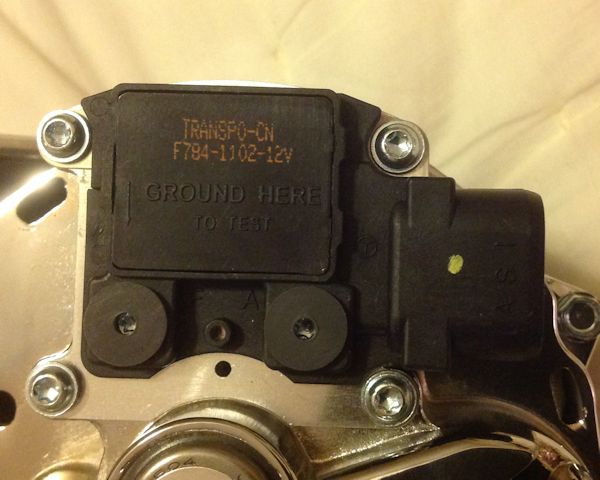 TRANSPO-CN
F784-1102-12V
GROUND HERE
TO TEST
A
A S I